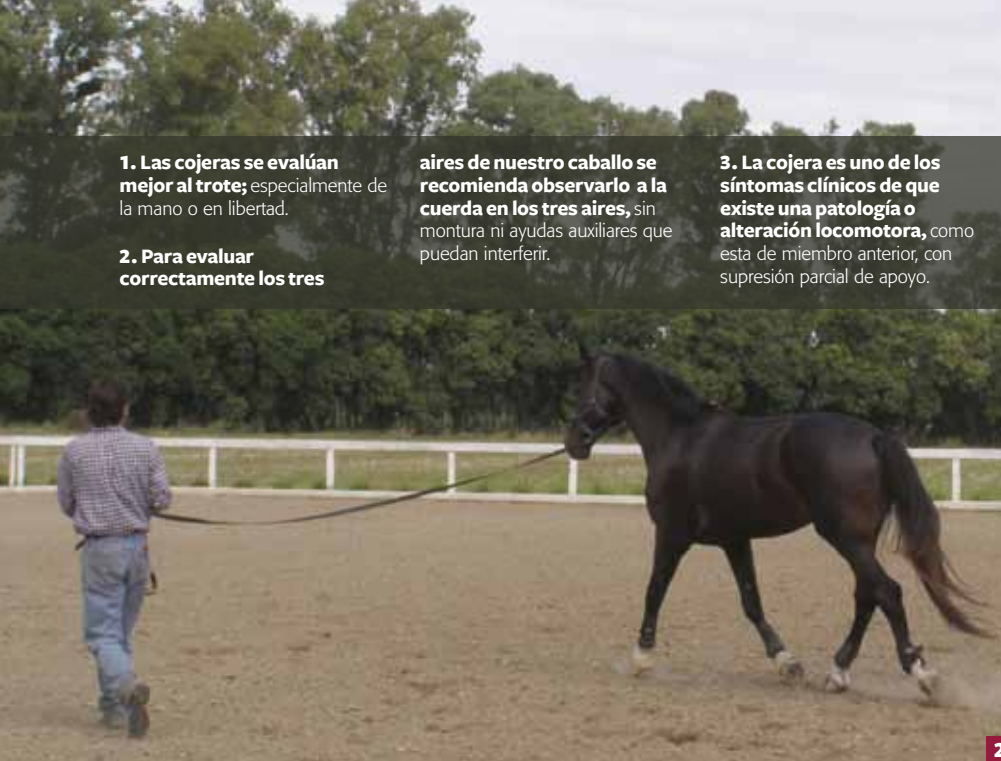 1. Las cojeras se evalúan
mejor al trote; especialmente de
la mano o en libertad.
2. Para evaluar
correctamente los tres
aires de nuestro caballo se
recomienda observarlo a la
cuerda en los tres aires, sin
montura ni ayudas auxiliares que
puedan interferir.
3. La cojera es uno de los
síntomas clínicos de que
existe una patología o
alteración locomotora, como
esta de miembro anterior, con
supresión parcial de apoyo.